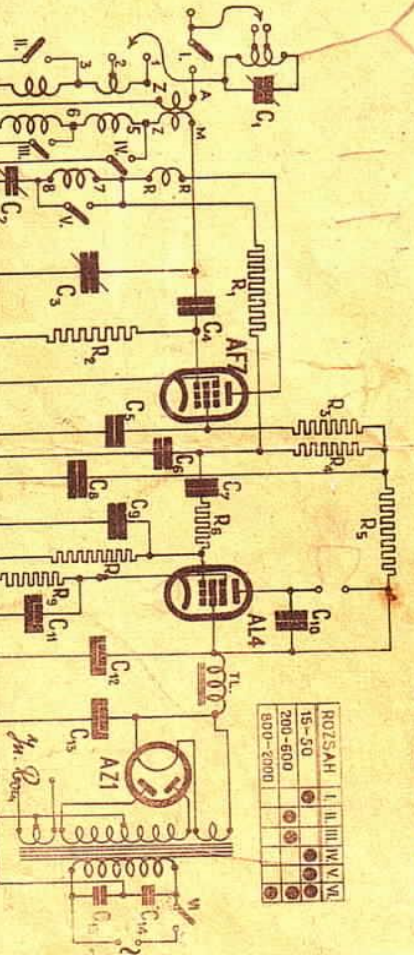 I.
C₁
II.
3
2
1
Z
A
M
6
5
Z
III.
IV.
8
7
R
R
V.
C₂
C₃
C₄
R₁
R₂
AF7
C₅
C₆
R₃
R₄
C₇
C₈
R₆
R₅
C₉
R
R₉
C₁₁
AL4
C₁₀
C₁₂
TL.
C₁₃
AZ1
VI
C₁₄
C₁₅
~
ROZSAH I. II. III. IV. V. VI.
15-50
200-600
800-2000